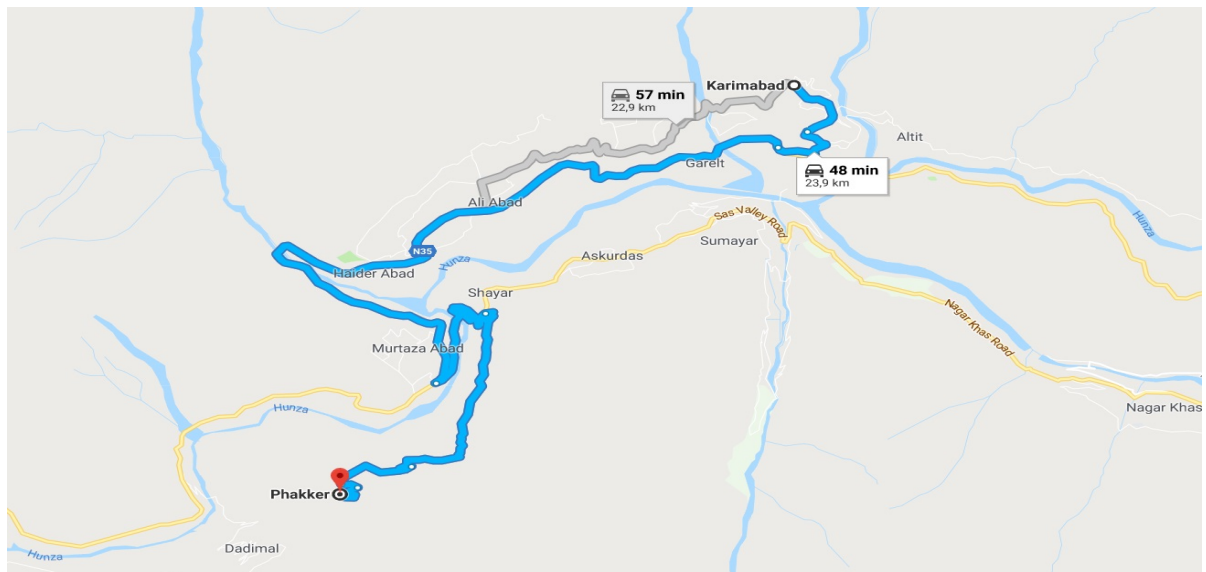 Karimabad
57 min
22,9 km
Altit
Garelt
48 min
23,9 km
Ali Abad
Hunza
Sas Valley Road
Sumayar
N35
Askurdas
Hunza
Haider Abad
Shayar
Nagar Khas Road
Murtaza Abad
Hunza
Nagar Khas
Phakker
Dadimal
Hunza